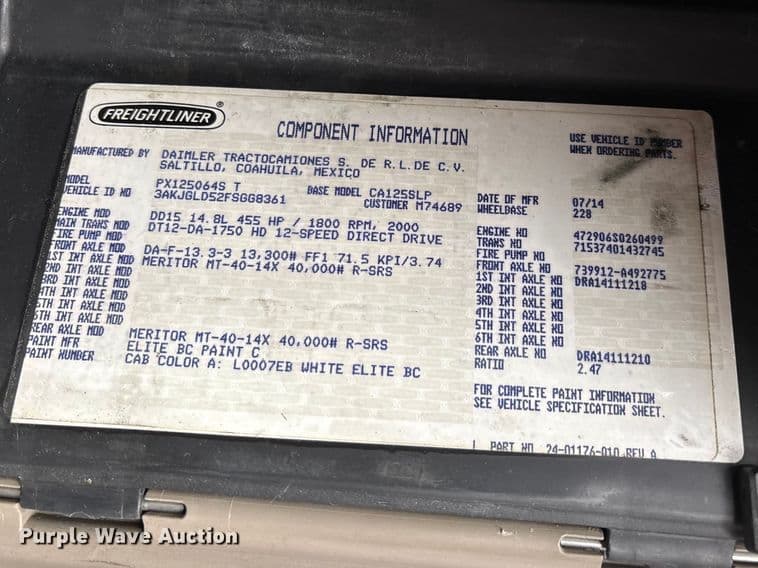 FREIGHTLINER®
COMPONENT INFORMATION
USE VEHICLE ID NUMBER
WHEN ORDERING PARTS.
MANUFACTURED BY DAIMLER TRACTOCAMIONES S. DE R.L.DE C.V.
SALTILLO, COAHUILA, MEXICO
MODEL PX125064S T BASE MODEL CA125SLP DATE OF MFR 07/14
VEHICLE ID NO 3AKJGLD52FSGG8361 CUSTOMER M74689 WHEELBASE 228
ENGINE MOD DD15 14.8L 455 HP / 1800 RPM, 2000 ENGINE NO 472906S0260499
MAIN TRANS MOD DT12-DA-1750 HD 12-SPEED DIRECT DRIVE TRANS NO 71537401432745
FIRE PUMP MOD FIRE PUMP NO
FRONT AXLE MOD DA-F-13.3-3 13,300# FF1 71.5 KPI/3.74 FRONT AXLE NO 739912-A492775
1ST INT AXLE MOD MERITOR MT-40-14X 40,000# R-SRS 1ST INT AXLE NO DRA14111218
2ND INT AXLE MOD 2ND INT AXLE NO
3RD INT AXLE MOD 3RD INT AXLE NO
4TH INT AXLE MOD 4TH INT AXLE NO
5TH INT AXLE MOD 5TH INT AXLE NO
6TH INT AXLE MOD 6TH INT AXLE NO
REAR AXLE MOD MERITOR MT-40-14X 40,000# R-SRS REAR AXLE NO DRA14111210
PAINT MFR ELITE BC PAINT C RATIO 2.47
PAINT NUMBER CAB COLOR A: L0007EB WHITE ELITE BC
FOR COMPLETE PAINT INFORMATION
SEE VEHICLE SPECIFICATION SHEET.
PART NO 24-01176-010 REV A
Purple Wave Auction